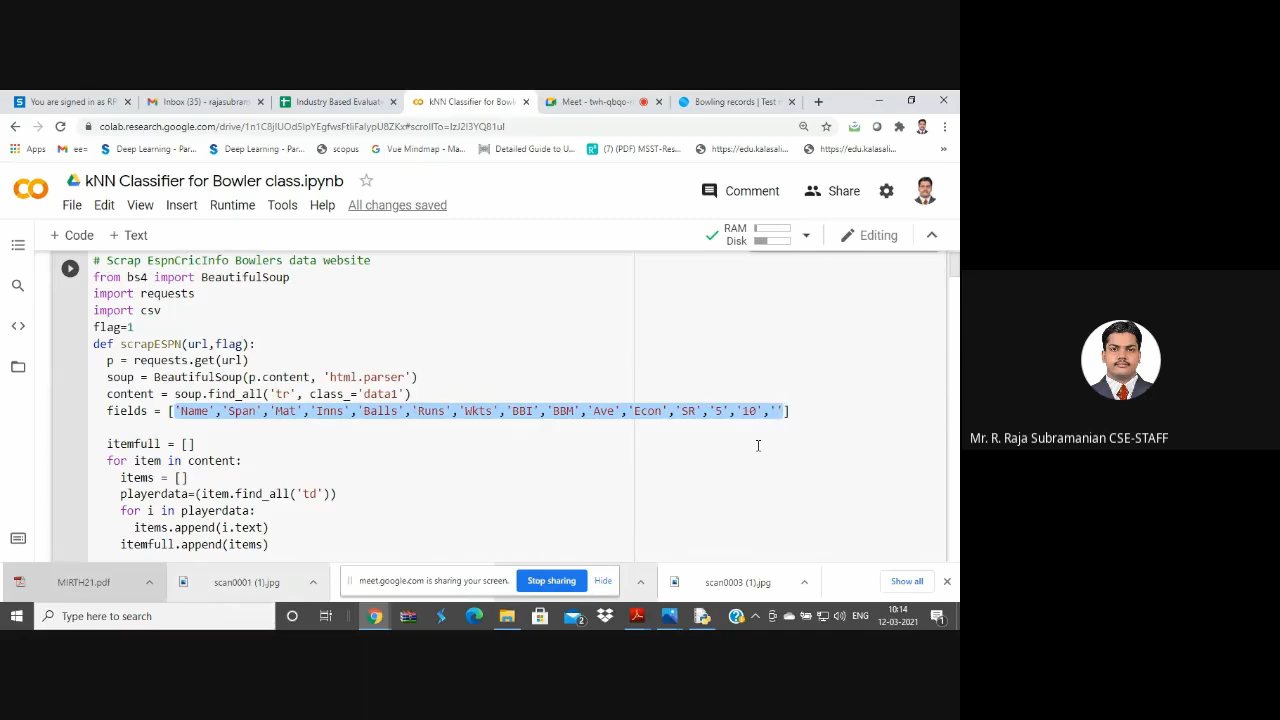 You are signed in as RF
Inbox (35) - rajasubram
Industry Based Evaluat
kNN Classifier for Bowl
Meet - twh-qbqo-
Bowling records | Test m
colab.research.google.com/drive/1n1C8jIUOd5IpYEgfwsFtIiFaIypU8ZKx#scrollTo=IzJ2I3YQ81ul
Apps
ee=
Deep Learning - Par...
Deep Learning - Par...
scopus
Vue Mindmap - Ma...
Detailed Guide to U...
(7) (PDF) MSST-Res...
https://edu.kalasali...
https://edu.kalasali...
»
kNN Classifier for Bowler class.ipynb
Comment
Share
File Edit View Insert Runtime Tools Help All changes saved
+ Code + Text
RAM
Disk
Editing
# Scrap EspnCricInfo Bowlers data website
from bs4 import BeautifulSoup
import requests
import csv
flag=1
def scrapESPN(url,flag):
p = requests.get(url)
soup = BeautifulSoup(p.content, 'html.parser')
content = soup.find_all('tr', class_='data1')
fields = ['Name','Span','Mat','Inns','Balls','Runs','Wkts','BBI','BBM','Ave','Econ','SR','5','10','']
itemfull = []
for item in content:
items = []
playerdata=(item.find_all('td'))
for i in playerdata:
items.append(i.text)
itemfull.append(items)
Mr. R. Raja Subramanian CSE-STAFF
MIRTH21.pdf
scan0001 (1).jpg
meet.google.com is sharing your screen.
Stop sharing
Hide
scan0003 (1).jpg
Show all
Type here to search
2
ENG
10:14
12-03-2021
1